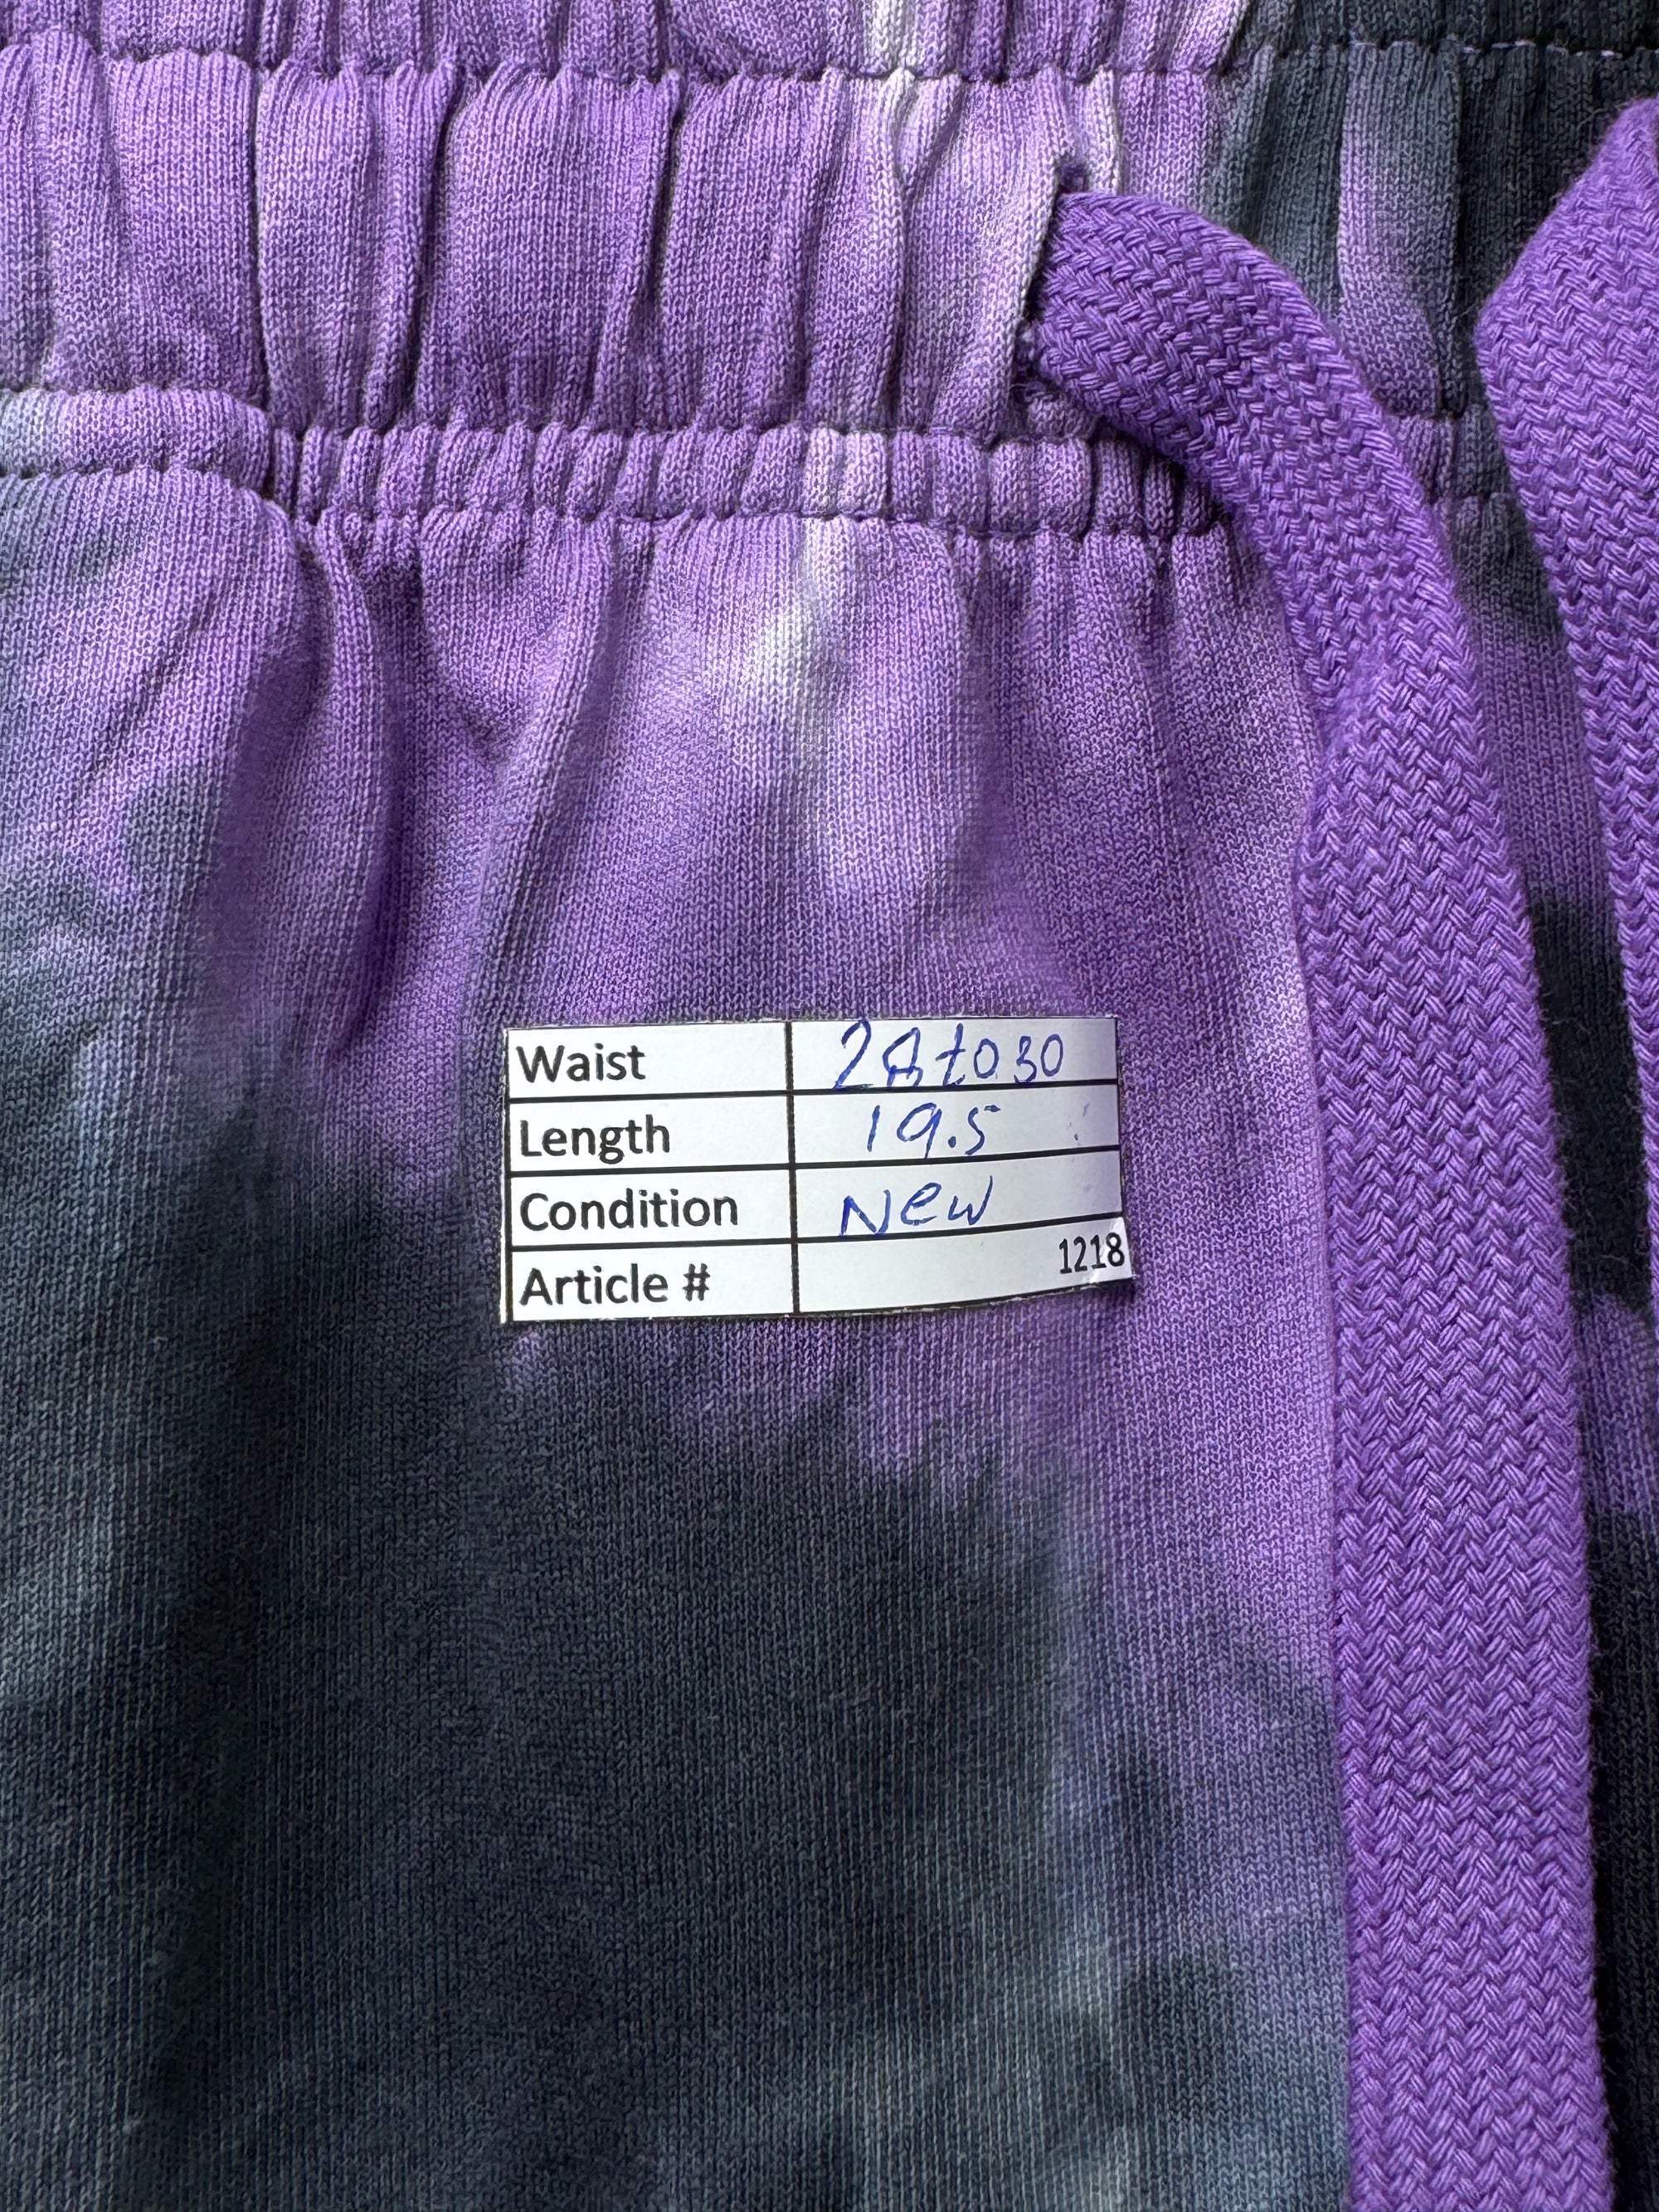 Waist 28 to 30
Length 19.5
Condition New
Article # 1218